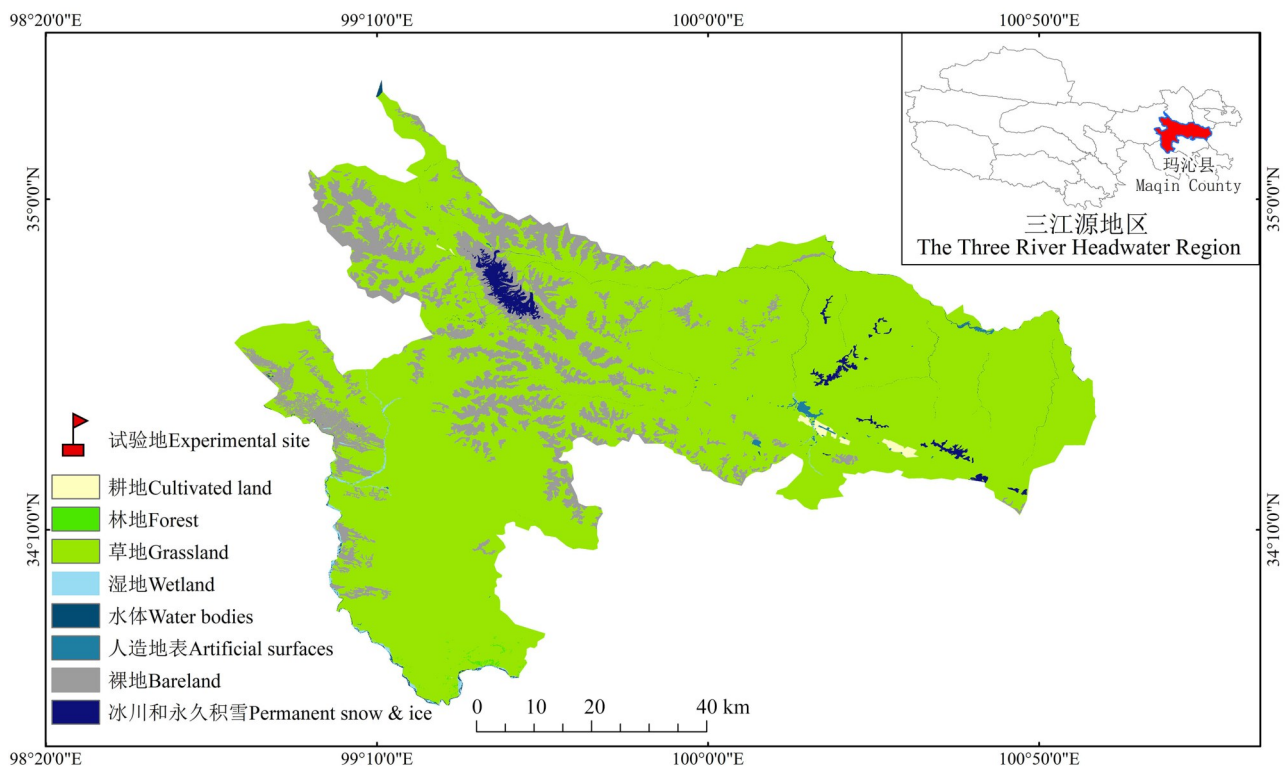 98°20'0"E 99°10'0"E 100°0'0"E 100°50'0"E
35°0'0"N
34°10'0"N
35°0'0"N
34°10'0"N
玛沁县
Maqin County
三江源地区
The Three River Headwater Region
试验地Experimental site
耕地Cultivated land
林地Forest
草地Grassland
湿地Wetland
水体Water bodies
人造地表Artificial surfaces
裸地Bareland
冰川和永久积雪Permanent snow & ice
0 10 20 40 km
98°20'0"E 99°10'0"E 100°0'0"E 100°50'0"E